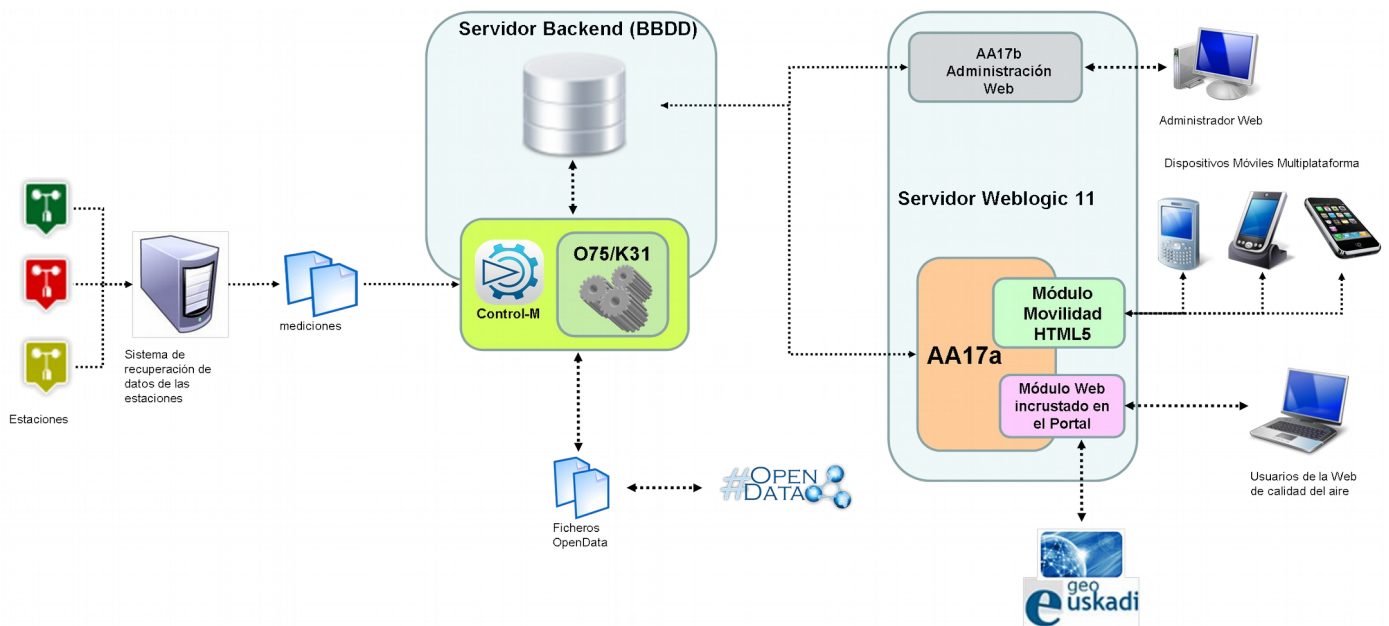 Servidor Backend (BBDD)
AA17b
Administración
Web
Administrador Web
Dispositivos Móviles Multiplataforma
Servidor Weblogic 11
O75/K31
Control-M
mediciones
Sistema de
recuperación de
datos de las
estaciones
Estaciones
Módulo
Movilidad
HTML5
AA17a
Módulo Web
incrustado en
el Portal
Usuarios de la Web
de calidad del aire
#OPEN
DATA
Ficheros
OpenData
geo
euskadi